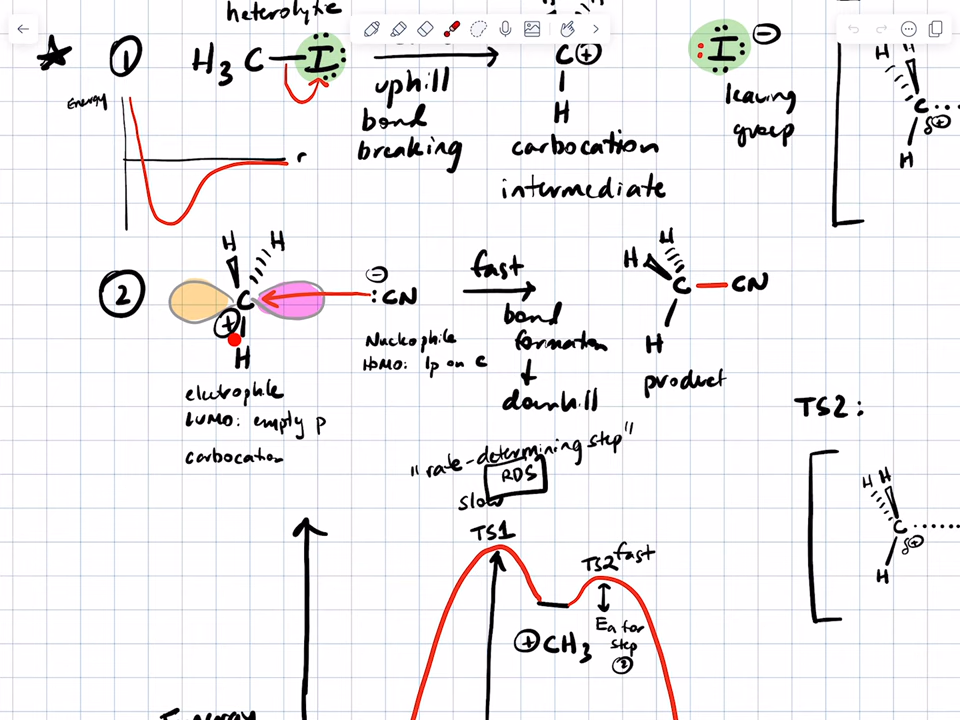 heterolytic
① H₃C—I
C⊕
I ⊖
H
C
δ⊕
H
Energy
r
uphill
bond
breaking
H
carbocation
intermediate
leaving
group
② H H
C
⊕
H
⊖
:CN
fast
bond
formation
↓
downhill
H
H
C—CN
H
product
Nucleophile
HOMO: lp on C
electrophile
LUMO: empty p
carbocation
TS2:
"rate-determining step"
RDS
slow
TS1
TS2 fast
H H
C
δ⊕
H
⊕CH₃
Ea for
step
②
Energy